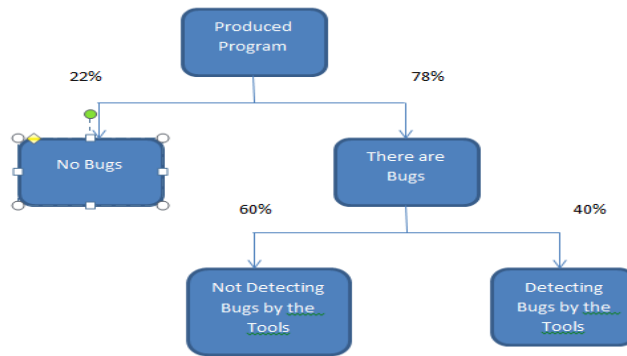 Produced
Program
22%
78%
No Bugs
There are
Bugs
60%
40%
Not Detecting
Bugs by the
Tools
Detecting
Bugs by the
Tools